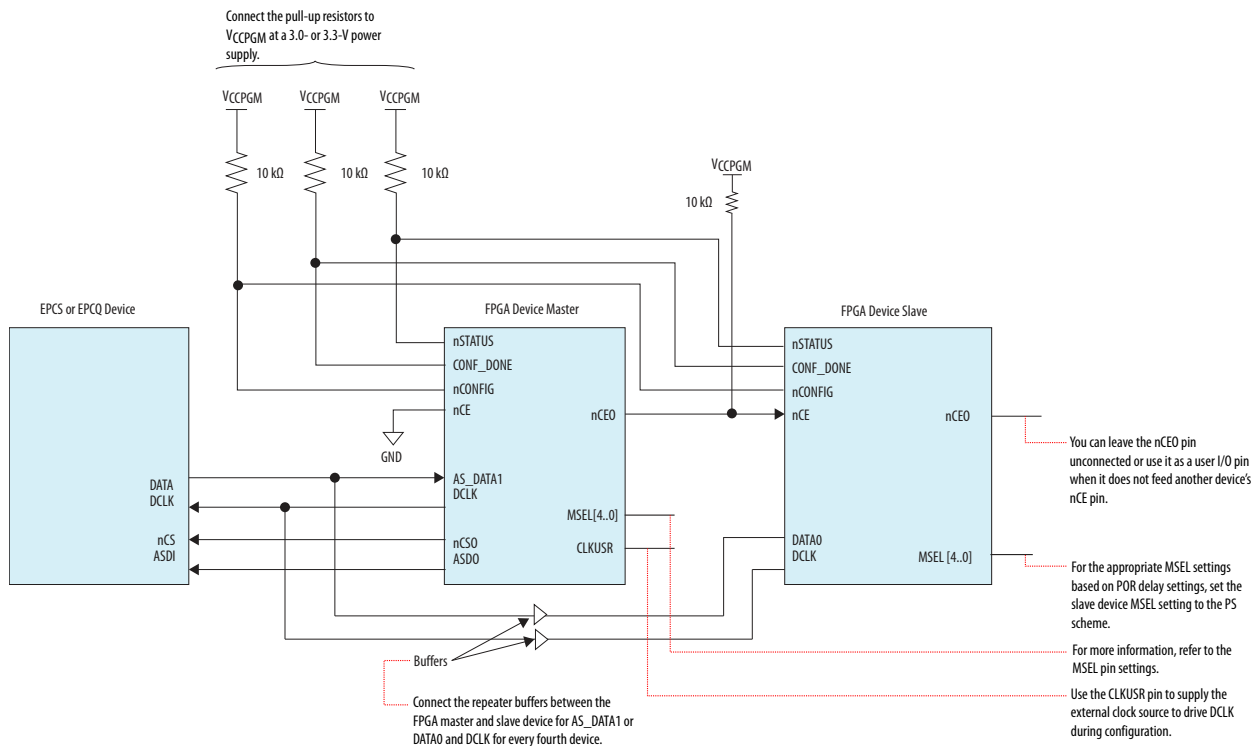 Connect the pull-up resistors to
VCCPGM at a 3.0- or 3.3-V power
supply.
VCCPGM
VCCPGM
VCCPGM
10 kΩ
10 kΩ
10 kΩ
VCCPGM
10 kΩ
EPCS or EPCQ Device
FPGA Device Master
FPGA Device Slave
nSTATUS
CONF_DONE
nCONFIG
nCE
nCEO
GND
nSTATUS
CONF_DONE
nCONFIG
nCE
nCEO
You can leave the nCEO pin
unconnected or use it as a user I/O pin
when it does not feed another device's
nCE pin.
DATA
DCLK
nCS
ASDI
AS_DATA1
DCLK
nCSO
ASDO
MSEL[4..0]
CLKUSR
DATA0
DCLK
MSEL [4..0]
For the appropriate MSEL settings
based on POR delay settings, set the
slave device MSEL setting to the PS
scheme.
Buffers
For more information, refer to the
MSEL pin settings.
Connect the repeater buffers between the
FPGA master and slave device for AS_DATA1 or
DATA0 and DCLK for every fourth device.
Use the CLKUSR pin to supply the
external clock source to drive DCLK
during configuration.